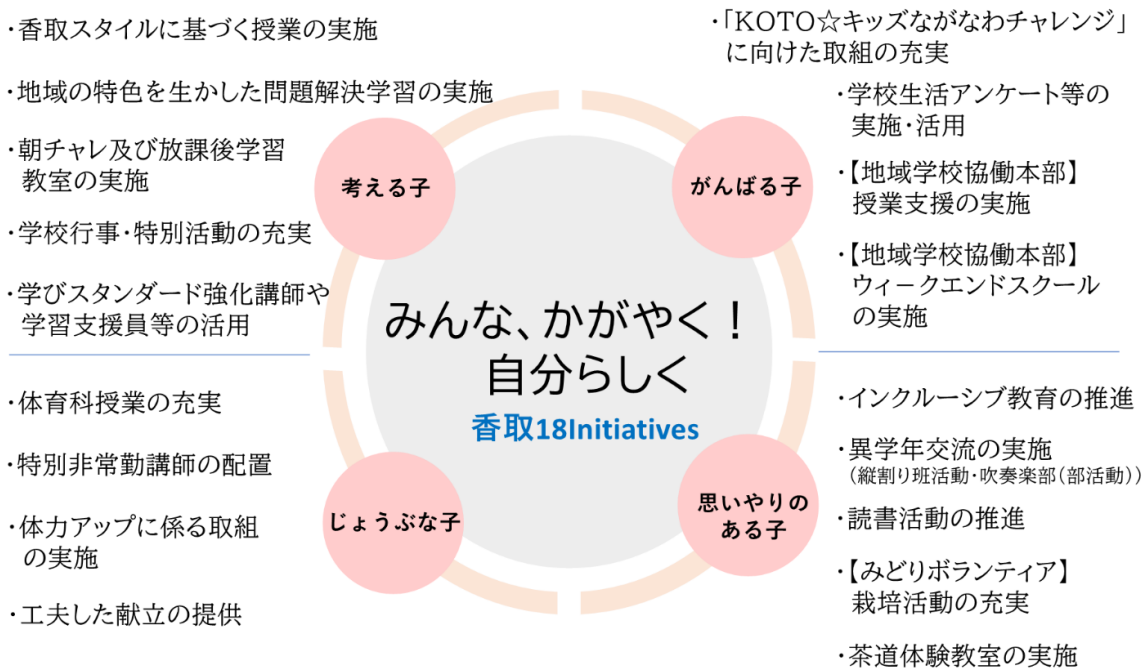 ・香取スタイルに基づく授業の実施
・地域の特色を生かした問題解決学習の実施
・朝チャレ及び放課後学習
教室の実施
・学校行事・特別活動の充実
・学びスタンダード強化講師や
学習支援員等の活用
考える子
・「KOTO☆キッズながなわチャレンジ」
に向けた取組の充実
・学校生活アンケート等の
実施・活用
・【地域学校協働本部】
授業支援の実施
・【地域学校協働本部】
ウィークエンドスクール
の実施
がんばる子
みんな、かがやく！
自分らしく
香取18Initiatives
・体育科授業の充実
・特別非常勤講師の配置
・体力アップに係る取組
の実施
・工夫した献立の提供
じょうぶな子
思いやりの
ある子
・インクルーシブ教育の推進
・異学年交流の実施
（縦割り班活動・吹奏楽部（部活動））
・読書活動の推進
・【みどりボランティア】
栽培活動の充実
・茶道体験教室の実施